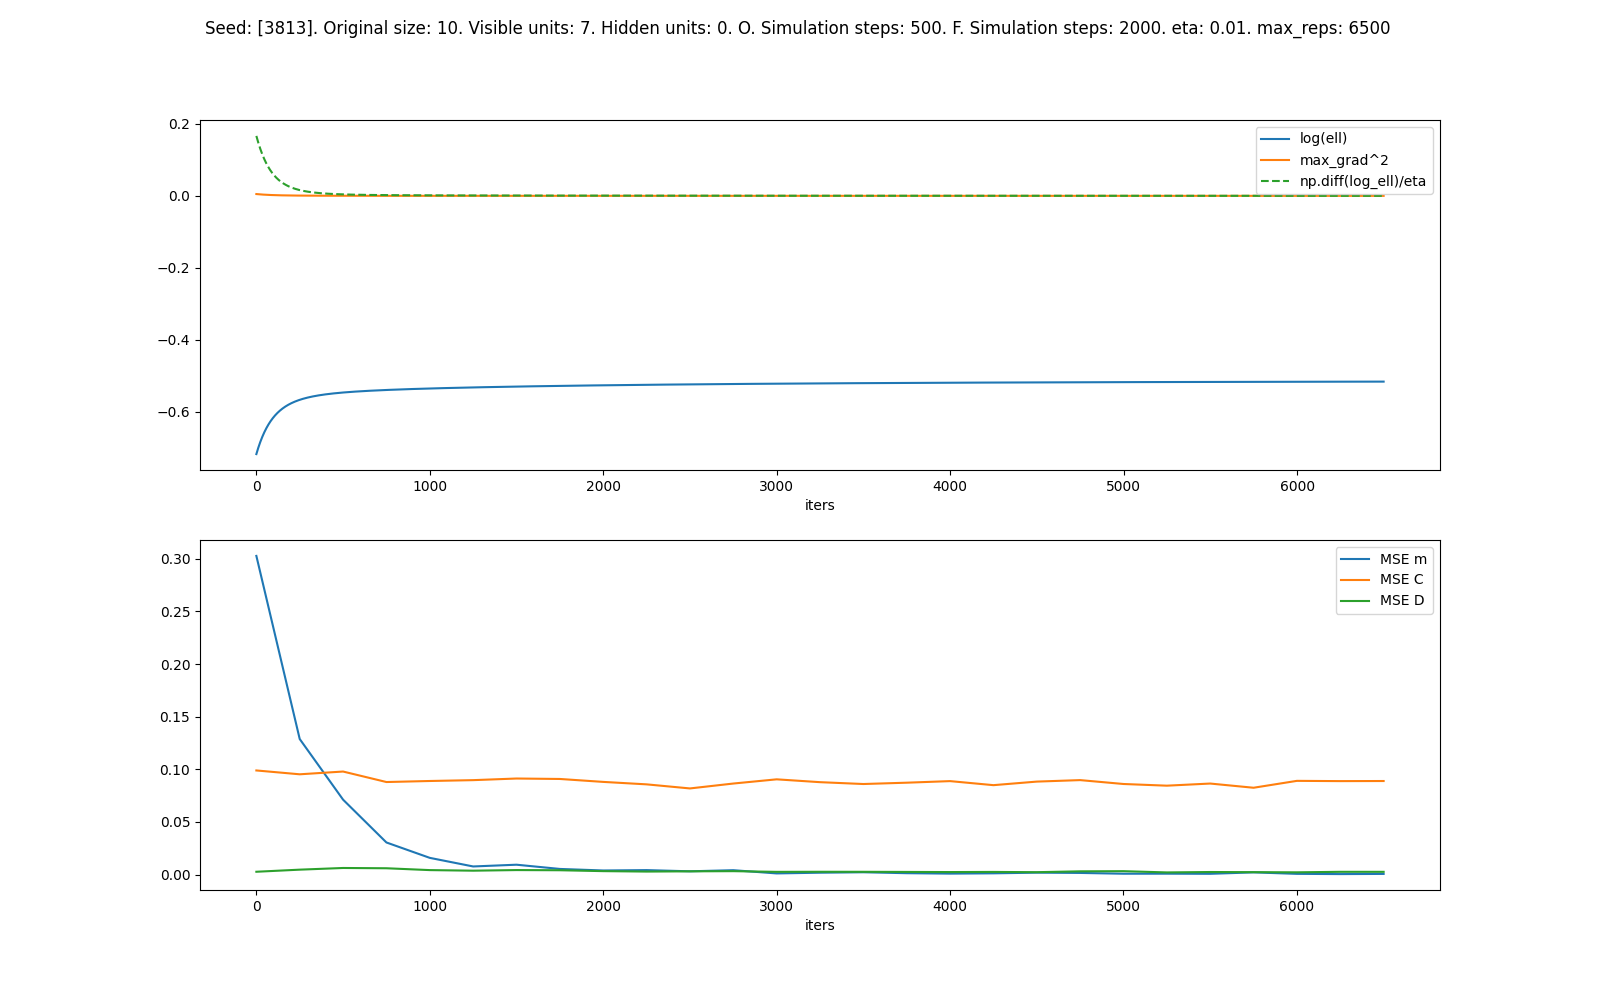 Seed: [3813]. Original size: 10. Visible units: 7. Hidden units: 0. O. Simulation steps: 500. F. Simulation steps: 2000. eta: 0.01. max_reps: 6500
0.2
0.0
−0.2
−0.4
−0.6
log(ell)
max_grad^2
np.diff(log_ell)/eta
0 1000 2000 3000 4000 5000 6000
iters
0.30
0.25
0.20
0.15
0.10
0.05
0.00
MSE m
MSE C
MSE D
0 1000 2000 3000 4000 5000 6000
iters